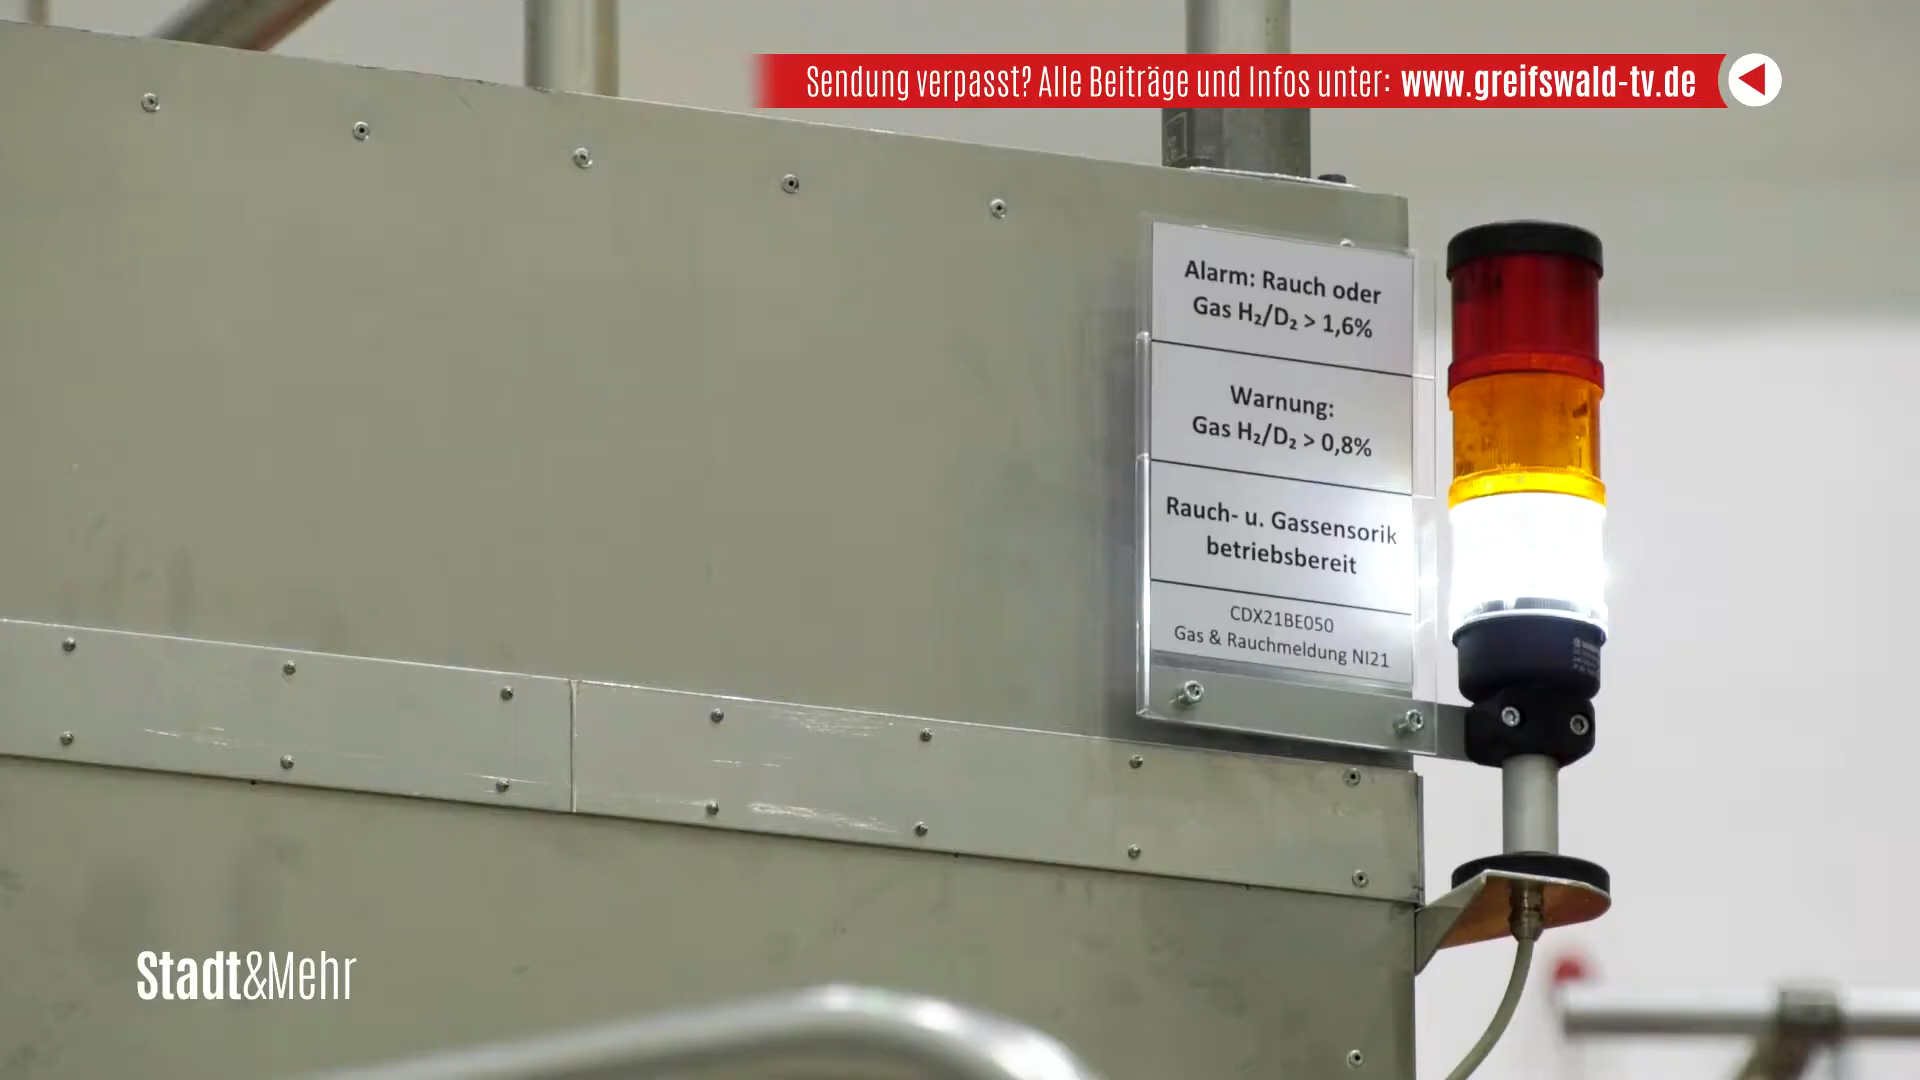 Sendung verpasst? Alle Beiträge und Infos unter: www.greifswald-tv.de
Alarm: Rauch oder
Gas H₂/D₂ > 1,6%
Warnung:
Gas H₂/D₂ > 0,8%
Rauch- u. Gassensorik
betriebsbereit
CDX21BE050
Gas & Rauchmeldung NI21
Stadt&Mehr